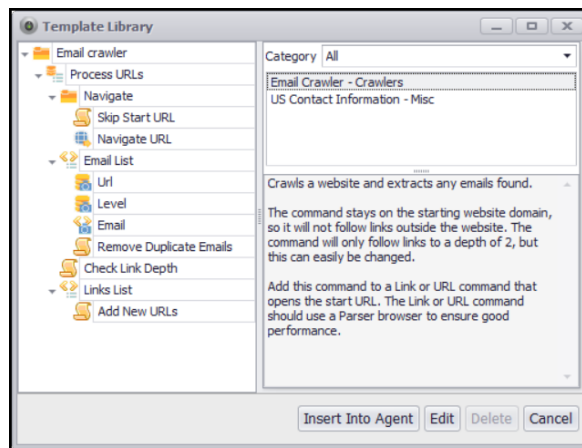 Template Library
Email crawler
Process URLs
Navigate
Skip Start URL
Navigate URL
Email List
Url
Level
Email
Remove Duplicate Emails
Check Link Depth
Links List
Add New URLs
Category All
Email Crawler - Crawlers
US Contact Information - Misc
Crawls a website and extracts any emails found.
The command stays on the starting website domain,
so it will not follow links outside the website. The
command will only follow links to a depth of 2, but
this can easily be changed.
Add this command to a Link or URL command that
opens the start URL. The Link or URL command
should use a Parser browser to ensure good
performance.
Insert Into Agent Edit Delete Cancel